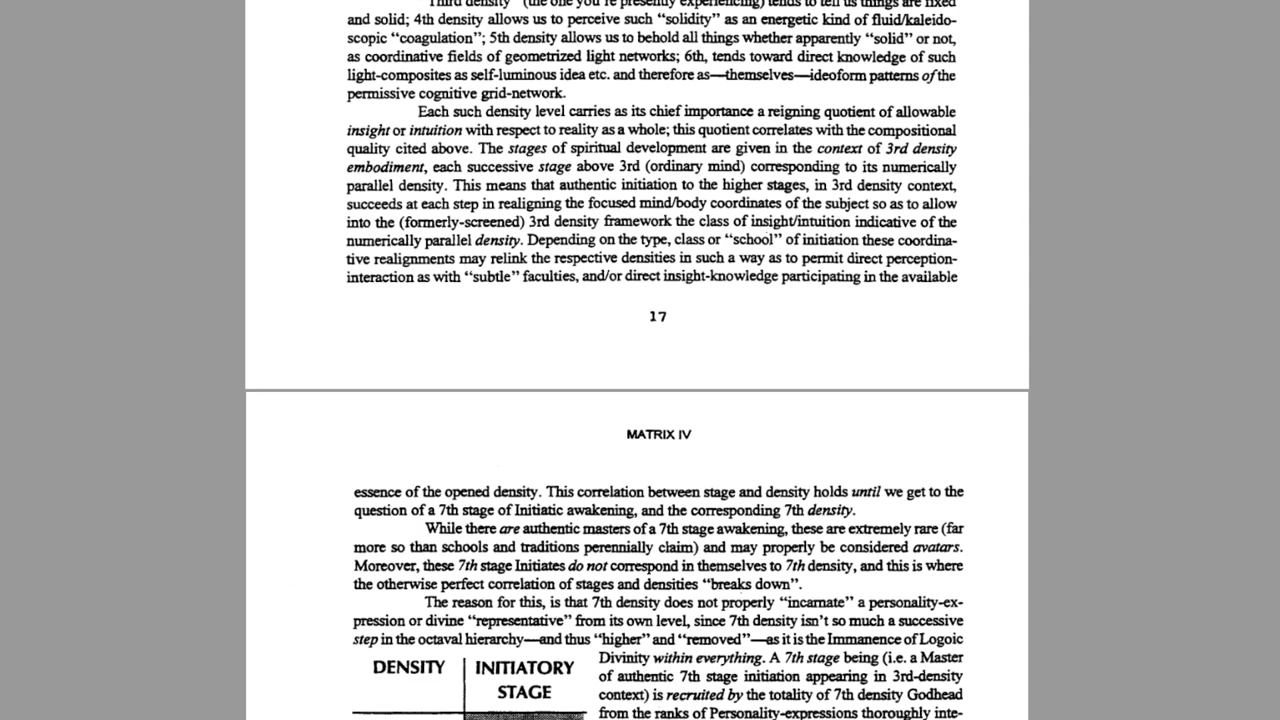 Third density (the one you're presently experiencing) tends to tell us things are fixed
and solid; 4th density allows us to perceive such “solidity” as an energetic kind of fluid/kaleido-
scopic “coagulation”; 5th density allows us to behold all things whether apparently “solid” or not,
as coordinative fields of geometrized light networks; 6th, tends toward direct knowledge of such
light-composites as self-luminous idea etc. and therefore as—themselves—ideoform patterns of the
permissive cognitive grid-network.
Each such density level carries as its chief importance a reigning quotient of allowable
insight or intuition with respect to reality as a whole; this quotient correlates with the compositional
quality cited above. The stages of spiritual development are given in the context of 3rd density
embodiment, each successive stage above 3rd (ordinary mind) corresponding to its numerically
parallel density. This means that authentic initiation to the higher stages, in 3rd density context,
succeeds at each step in realigning the focused mind/body coordinates of the subject so as to allow
into the (formerly-screened) 3rd density framework the class of insight/intuition indicative of the
numerically parallel density. Depending on the type, class or “school” of initiation these coordina-
tive realignments may relink the respective densities in such a way as to permit direct perception-
interaction as with “subtle” faculties, and/or direct insight-knowledge participating in the available
17
MATRIX IV
essence of the opened density. This correlation between stage and density holds until we get to the
question of a 7th stage of Initiatic awakening, and the corresponding 7th density.
While there are authentic masters of a 7th stage awakening, these are extremely rare (far
more so than schools and traditions perennially claim) and may properly be considered avatars.
Moreover, these 7th stage Initiates do not correspond in themselves to 7th density, and this is where
the otherwise perfect correlation of stages and densities “breaks down”.
The reason for this, is that 7th density does not properly “incarnate” a personality-ex-
pression or divine “representative” from its own level, since 7th density isn't so much a successive
step in the octaval hierarchy—and thus “higher” and “removed”—as it is the Immanence of Logoic
Divinity within everything. A 7th stage being (i.e. a Master
of authentic 7th stage initiation appearing in 3rd-density
context) is recruited by the totality of 7th density Godhead
from the ranks of Personality-expressions thoroughly inte-
DENSITY
INITIATORY
STAGE